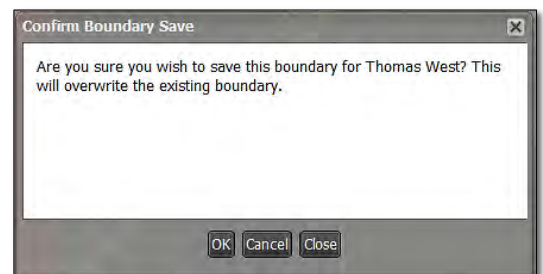 Confirm Boundary Save
Are you sure you wish to save this boundary for Thomas West? This
will overwrite the existing boundary.
OK Cancel Close